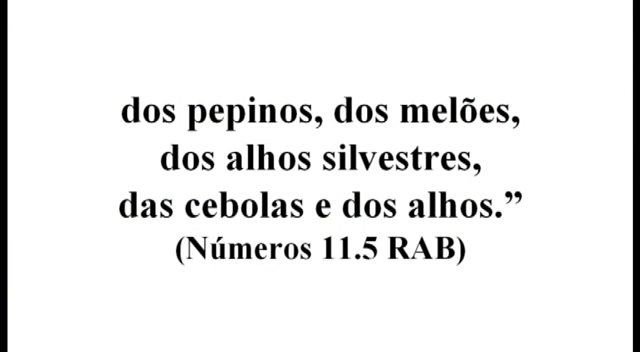 dos pepinos, dos melões,
dos alhos silvestres,
das cebolas e dos alhos.”
(Números 11.5 RAB)